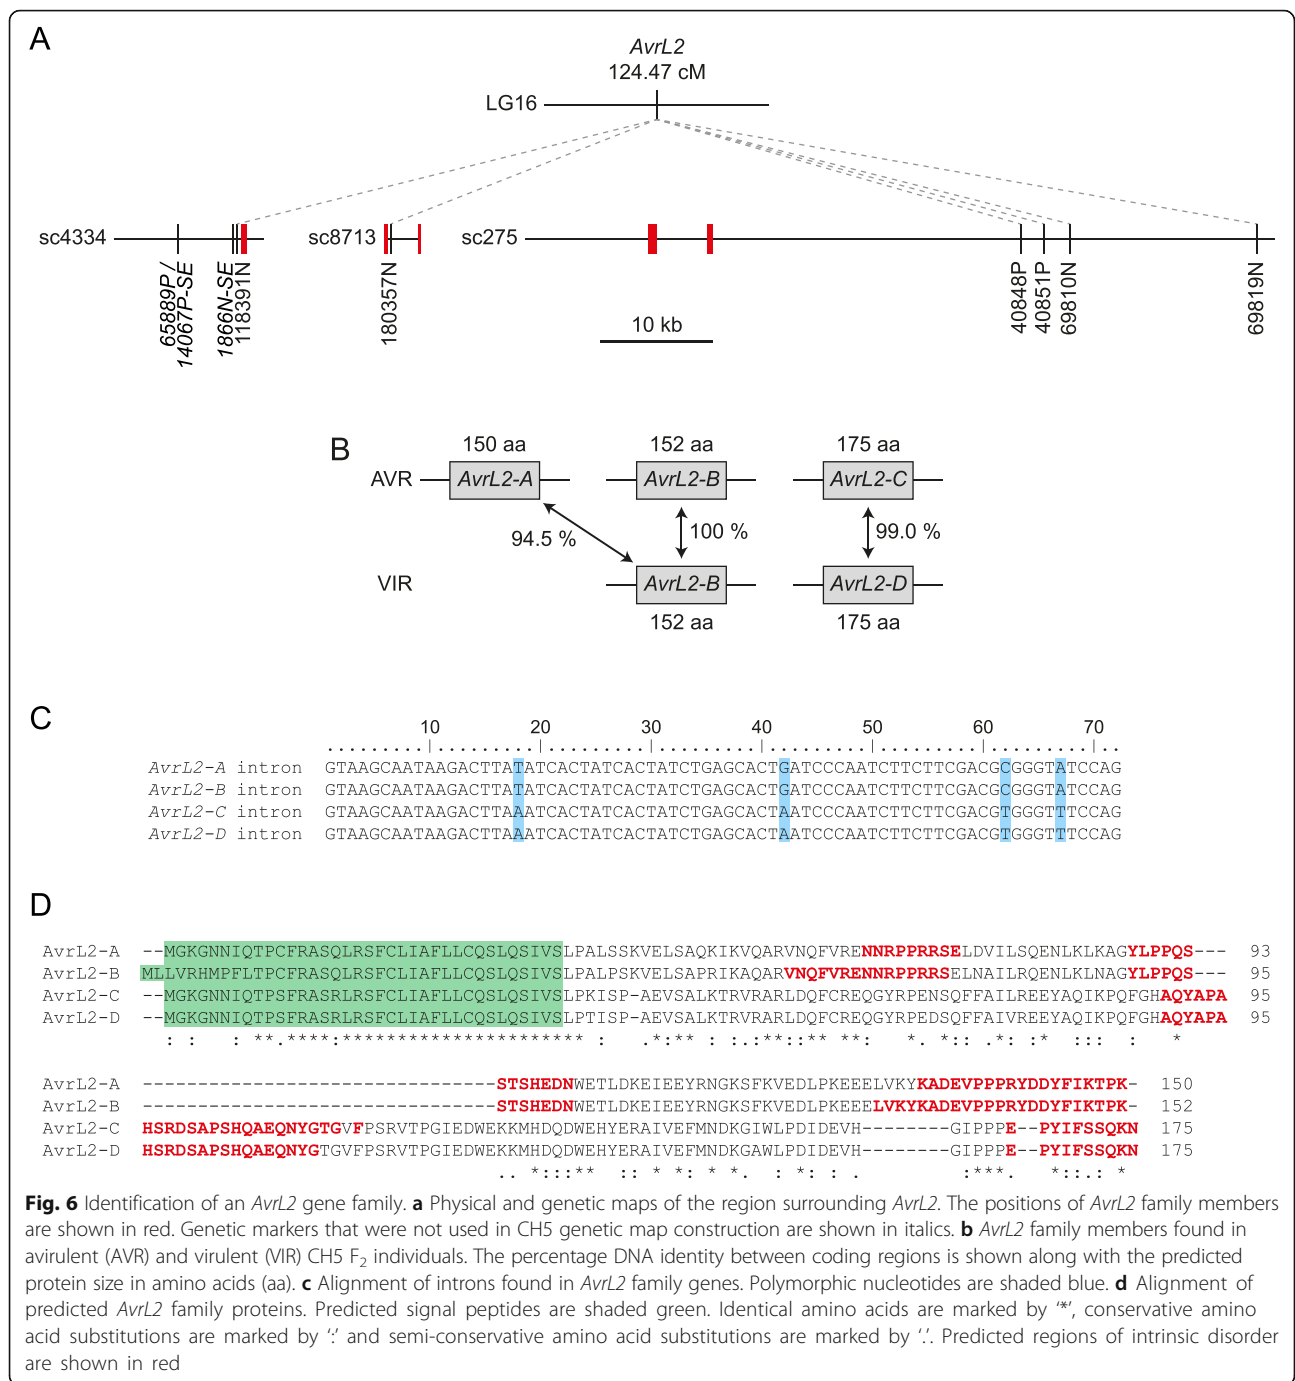 A
AvrL2
124.47 cM
LG16
sc4334
sc8713
sc275
65889P /
14067P-SE
1866N-SE
118391N
180357N
40848P
40851P
69810N
69819N
10 kb
B
150 aa
152 aa
175 aa
AVR
AvrL2-A
AvrL2-B
AvrL2-C
94.5 %
100 %
99.0 %
VIR
AvrL2-B
AvrL2-D
152 aa
175 aa
C
10 20 30 40 50 60 70
AvrL2-A intron GTAAGCAATAAGACTTATATCACTATCACTATCTGAGCACTGATCCCAATCTTCTTCGACGCGGGTATCCAG
AvrL2-B intron GTAAGCAATAAGACTTATATCACTATCACTATCTGAGCACTGATCCCAATCTTCTTCGACGCGGGTATCCAG
AvrL2-C intron GTAAGCAATAAGACTTAAATCACTATCACTATCTGAGCACTAATCCCAATCTTCTTCGACGTGGGTTTCCAG
AvrL2-D intron GTAAGCAATAAGACTTAAATCACTATCACTATCTGAGCACTAATCCCAATCTTCTTCGACGTGGGTTTCCAG
D
AvrL2-A --MGKGNNIQTPCFRASQLRSFCLIAFLLCQSLQSIVSLPALSSKVELSAQKIKVQARVNQFVRENNRPPRRSELDVILSQENLKLKAGYLPPQS--- 93
AvrL2-B MLLVRHMPFLTPCFRASQLRSFCLIAFLLCQSLQSIVSLPALPSKVELSAPRIKAQARVNQFVRENNRPPRRSELNAILRQENLKLNAGYLPPQS--- 95
AvrL2-C --MGKGNNIQTPSFRASRLRSFCLIAFLLCQSLQSIVSLPKISP-AEVSALKTRVRARLDQFCREQGYRPENSQFFAILREEYAQIKPQFGHAQYAPA 95
AvrL2-D --MGKGNNIQTPSFRASRLRSFCLIAFLLCQSLQSIVSLPTISP-AEVSALKTRVRARLDQFCREQGYRPEDSQFFAIVREEYAQIKPQFGHAQYAPA 95
: : : **.****:******************** * : .*:** : :. **::** **: . *: .:* :* ::: : *
AvrL2-A --------------------------------STSHEDNWETLDKEIEEYRNGKSFKVEDLPKEEELVKYKADEVPPPRYDDYFIKTPK- 150
AvrL2-B --------------------------------STSHEDNWETLDKEIEEYRNGKSFKVEDLPKEEELVKYKADEVPPPRYDDYFIKTPK- 152
AvrL2-C HSRDSAPSHQAEQNYGTGVFPSRVTPGIEDWEKKMHDQDWEHYERAIVEFMNDKGIWLPDIDEVH--------GIPPPE--PYIFSSQKN 175
AvrL2-D HSRDSAPSHQAEQNYGTGTGVFPSRVTPGIEDWEKKMHDQDWEHYERAIVEFMNDKGAWLPDIDEVH--------GIPPPE--PYIFSSQKN 175
.. *::** :: * *: * *. : *: : . :***. *::.: *
Fig. 6 Identification of an AvrL2 gene family. a Physical and genetic maps of the region surrounding AvrL2. The positions of AvrL2 family members
are shown in red. Genetic markers that were not used in CH5 genetic map construction are shown in italics. b AvrL2 family members found in
avirulent (AVR) and virulent (VIR) CH5 F2 individuals. The percentage DNA identity between coding regions is shown along with the predicted
protein size in amino acids (aa). c Alignment of introns found in AvrL2 family genes. Polymorphic nucleotides are shaded blue. d Alignment of
predicted AvrL2 family proteins. Predicted signal peptides are shaded green. Identical amino acids are marked by ‘*’, conservative amino
acid substitutions are marked by ‘:’ and semi-conservative amino acid substitutions are marked by ‘.’. Predicted regions of intrinsic disorder
are shown in red